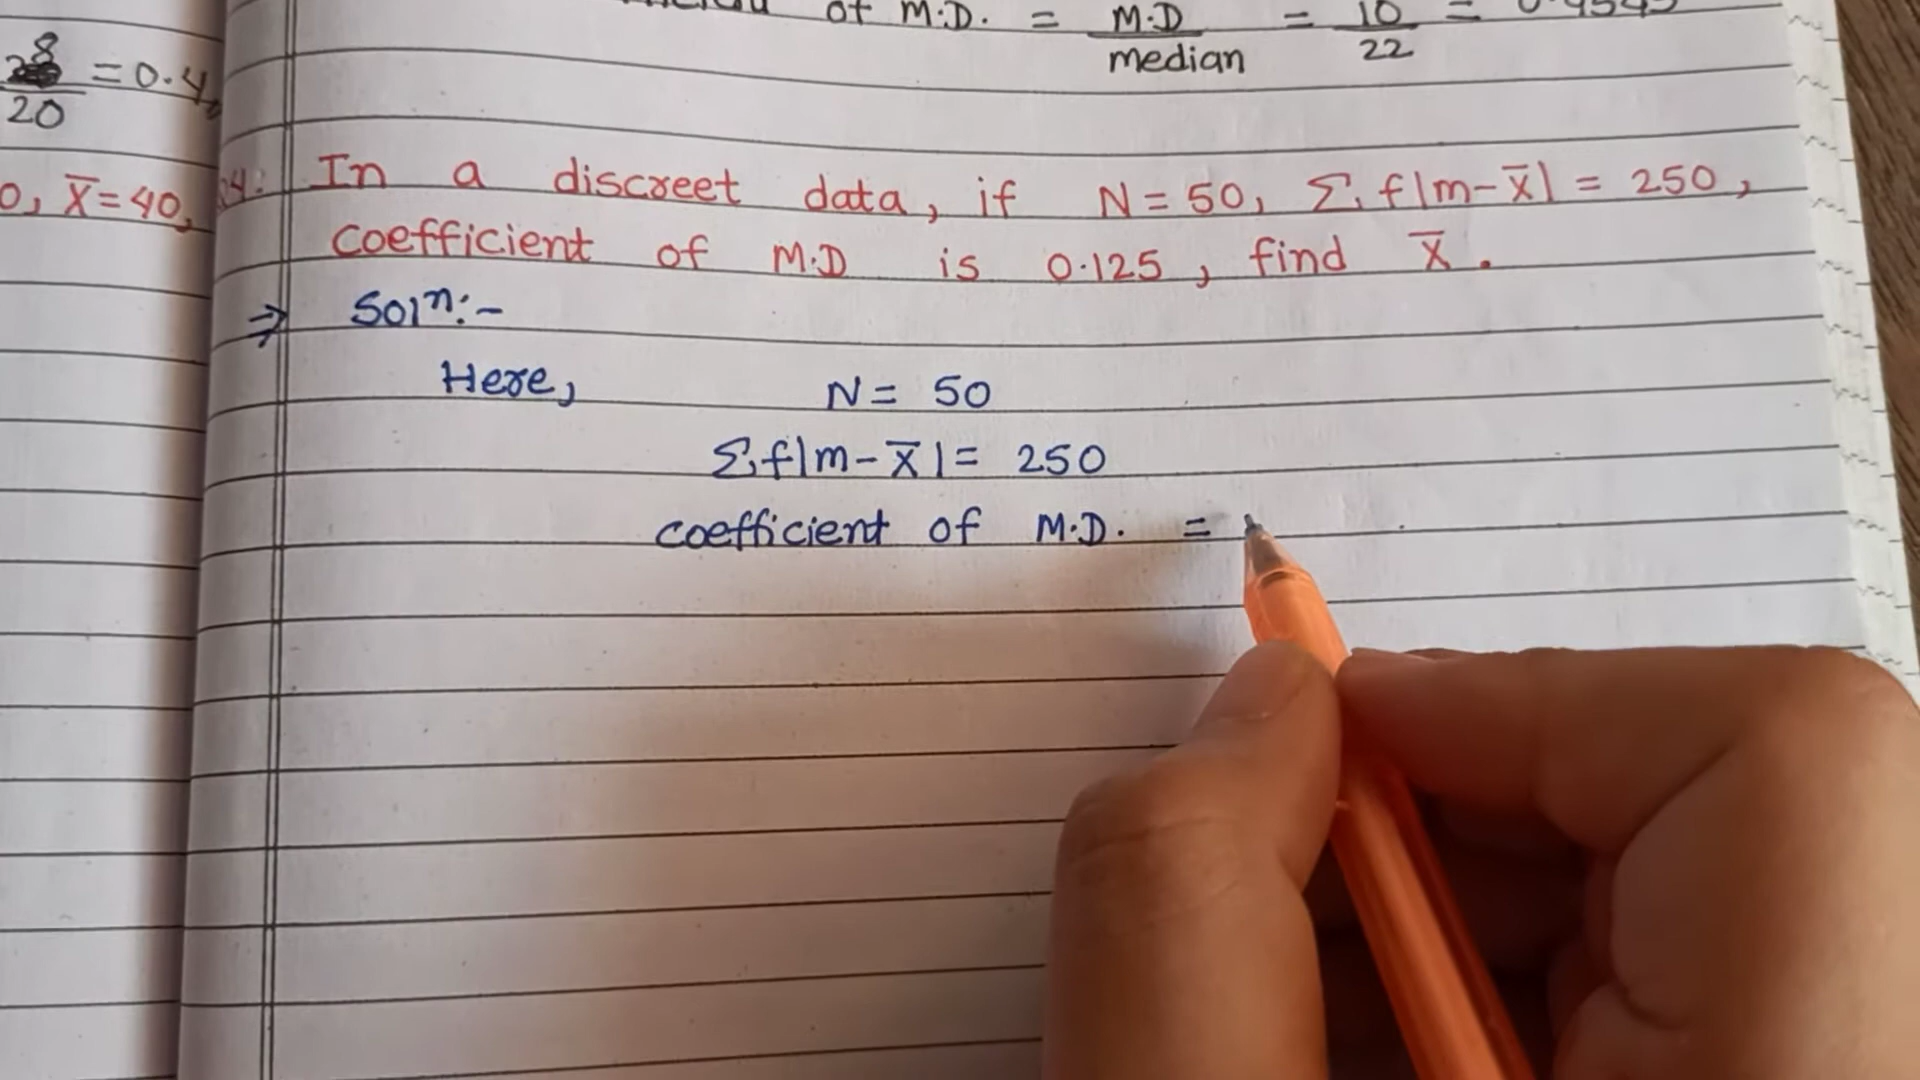 of M.D. = M.D / median = 10 / 22 =
8 / 20 = 0.4
0, X̄ = 40,
In a discreet data, if N = 50, Σ f|m - X̄| = 250,
coefficient of M.D is 0.125, find X̄.
⇒ Solⁿ:-
Here, N = 50
Σ f|m - X̄| = 250
coefficient of M.D. =